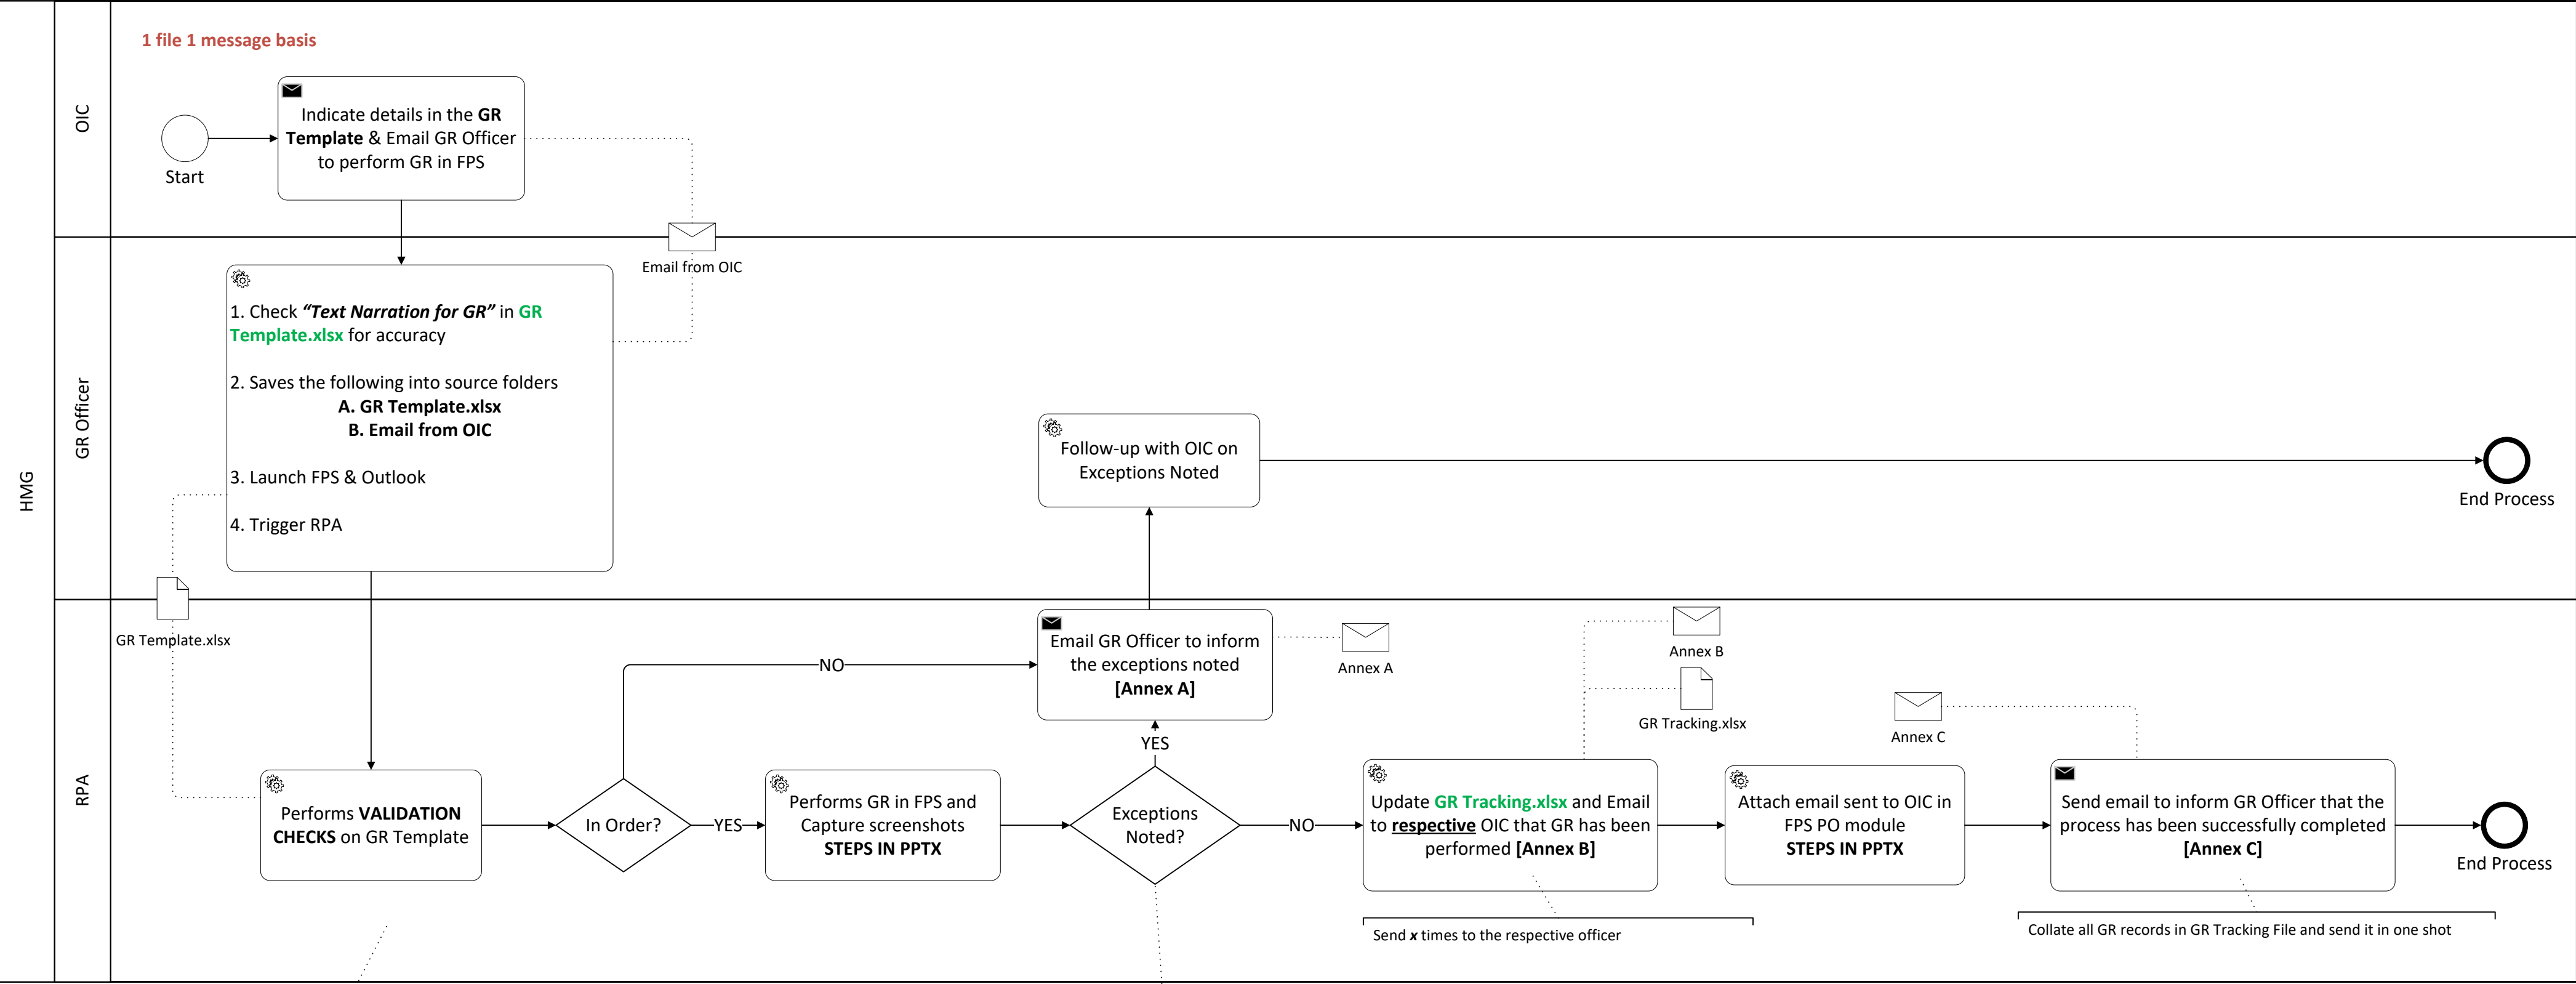 1 file 1 message basis
HMG
OIC
Start
Indicate details in the GR
Template & Email GR Officer
to perform GR in FPS
Email from OIC
GR Officer
1. Check “Text Narration for GR” in GR
Template.xlsx for accuracy
2. Saves the following into source folders
A. GR Template.xlsx
B. Email from OIC
3. Launch FPS & Outlook
4. Trigger RPA
GR Template.xlsx
Follow-up with OIC on
Exceptions Noted
End Process
RPA
Performs VALIDATION
CHECKS on GR Template
In Order?
NO
YES
Performs GR in FPS and
Capture screenshots
STEPS IN PPTX
Exceptions
Noted?
YES
Email GR Officer to inform
the exceptions noted
[Annex A]
Annex A
NO
Update GR Tracking.xlsx and Email
to respective OIC that GR has been
performed [Annex B]
Annex B
GR Tracking.xlsx
Send x times to the respective officer
Attach email sent to OIC in
FPS PO module
STEPS IN PPTX
Annex C
Send email to inform GR Officer that the
process has been successfully completed
[Annex C]
Collate all GR records in GR Tracking File and send it in one shot
End Process